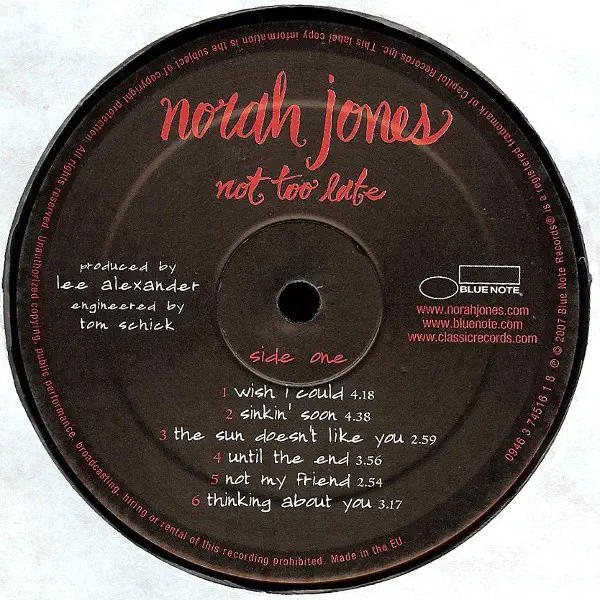 norah jones
not too late
produced by
lee alexander
engineered by
tom schick
BLUE NOTE
www.norahjones.com
www.bluenote.com
www.classicrecords.com
side one
1 wish i could 4.18
2 sinkin' soon 4.38
3 the sun doesn't like you 2.59
4 until the end 3.56
5 not my friend 2.54
6 thinking about you 3.17
0946 3 74516 1 8 ℗ © 2007 Blue Note Records® is a registered trademark of Capitol Records Inc. This label copy information is the subject of copyright protection. All rights reserved. Unauthorized copying, public performance, broadcasting, hiring or rental of this recording prohibited. Made in the EU.